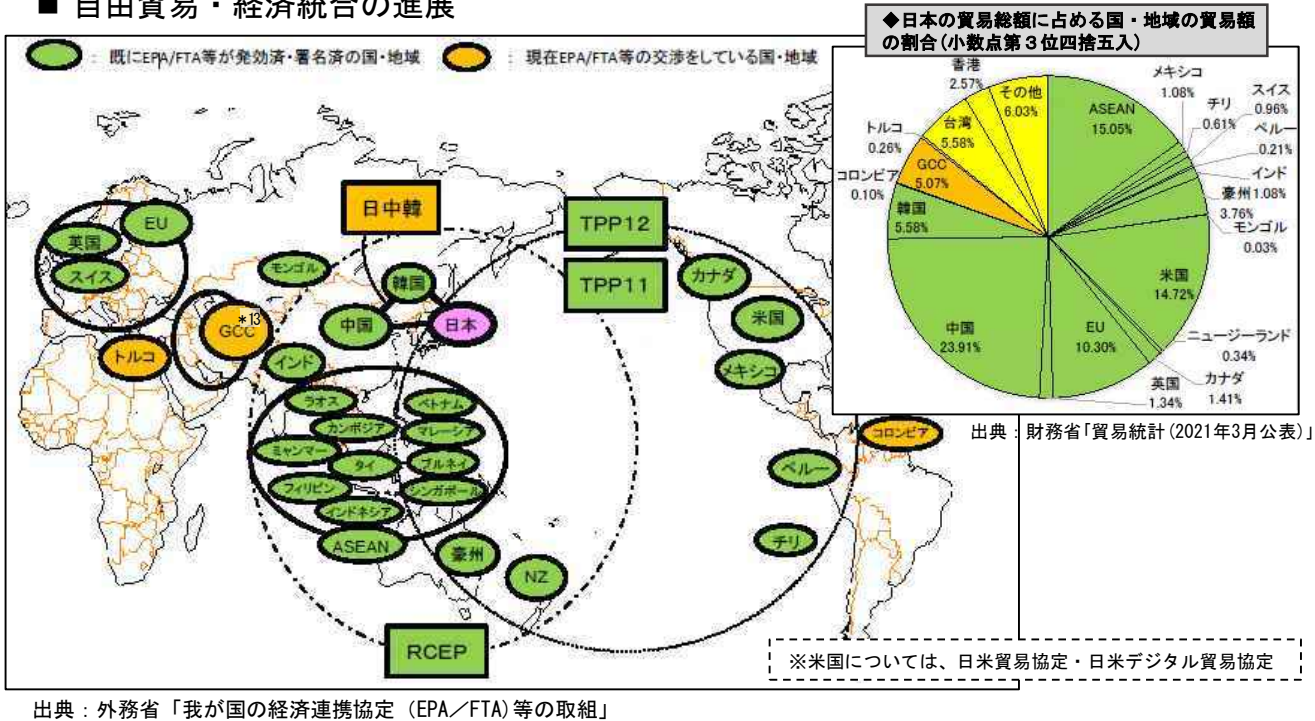 ■ 自由貿易・経済統合の進展
： 既にEPA/FTA等が発効済・署名済の国・地域
： 現在EPA/FTA等の交渉をしている国・地域
EU
英国
スイス
トルコ
GCC
*13
モンゴル
日中韓
韓国
中国
日本
インド
ラオス
カンボジア
ミャンマー
タイ
フィリピン
インドネシア
ベトナム
マレーシア
ブルネイ
シンガポール
ASEAN
豪州
NZ
RCEP
TPP12
TPP11
カナダ
米国
メキシコ
コロンビア
ペルー
チリ
※米国については、日米貿易協定・日米デジタル貿易協定
出典：外務省「我が国の経済連携協定（EPA／FTA)等の取組」
◆日本の貿易総額に占める国・地域の貿易額
の割合(小数点第３位四捨五入)
ASEAN
15.05%
メキシコ
1.08%
チリ
0.61%
スイス
0.96%
ペルー
0.21%
インド
1.08%
豪州
3.76%
モンゴル
0.03%
米国
14.72%
ニュージーランド
0.34%
カナダ
1.41%
EU
10.30%
英国
1.34%
中国
23.91%
韓国
5.58%
コロンビア
0.10%
GCC
5.07%
トルコ
0.26%
台湾
5.58%
香港
2.57%
その他
6.03%
出典：財務省「貿易統計(2021年3月公表)」